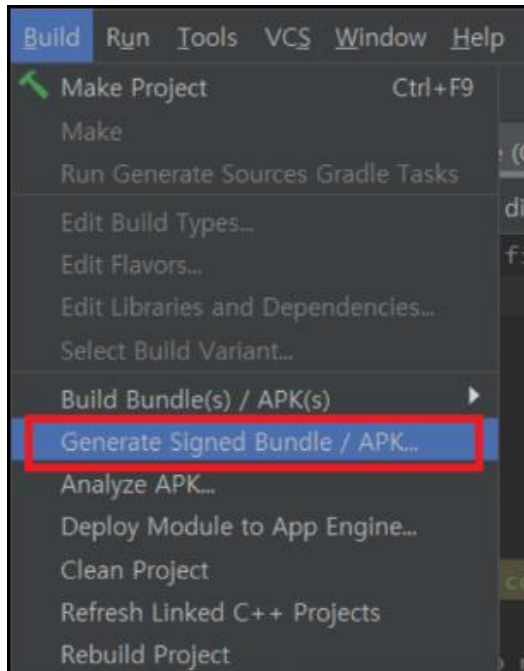 Build Run Tools VCS Window Help
Make Project Ctrl+F9
Make
Run Generate Sources Gradle Tasks
Edit Build Types...
Edit Flavors...
Edit Libraries and Dependencies...
Select Build Variant...
Build Bundle(s) / APK(s)
Generate Signed Bundle / APK...
Analyze APK...
Deploy Module to App Engine...
Clean Project
Refresh Linked C++ Projects
Rebuild Project